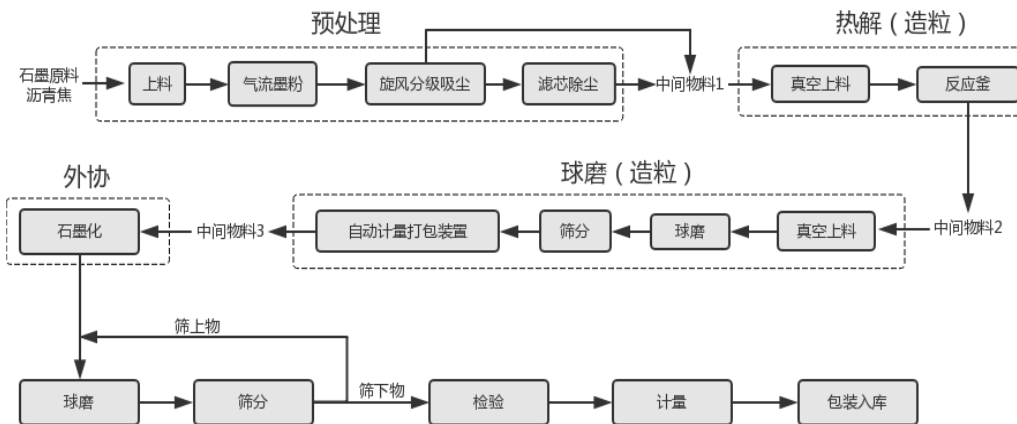 预处理
热解（造粒）
石墨原料
沥青焦
上料
气流墨粉
旋风分级吸尘
滤芯除尘
中间物料1
真空上料
反应釜
外协
球磨（造粒）
石墨化
中间物料3
自动计量打包装置
筛分
球磨
真空上料
中间物料2
筛上物
球磨
筛分
筛下物
检验
计量
包装入库